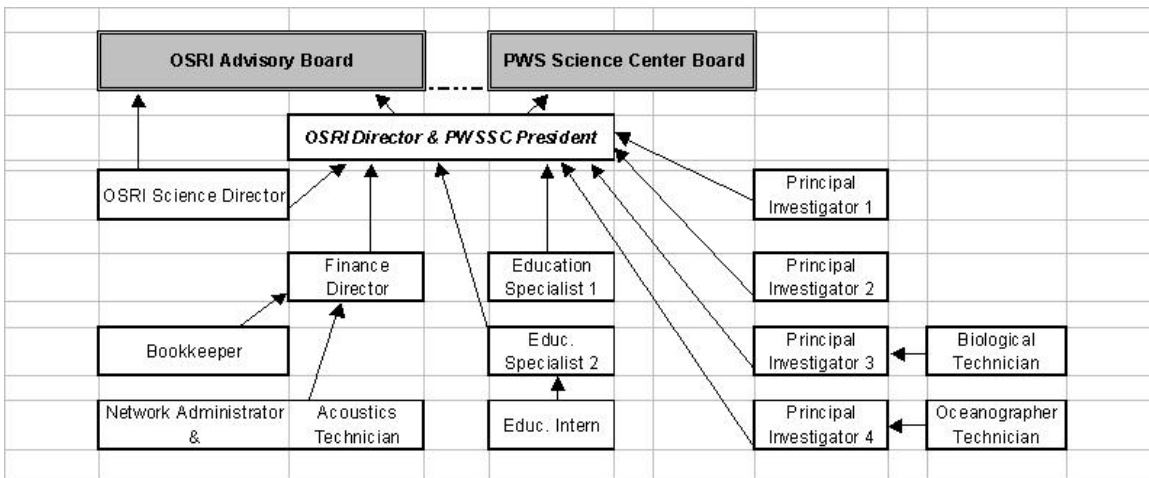 OSRI Advisory Board
PWS Science Center Board
OSRI Director & PWSSC President
OSRI Science Director
Principal
Investigator 1
Finance
Director
Education
Specialist 1
Principal
Investigator 2
Bookkeeper
Educ.
Specialist 2
Principal
Investigator 3
Biological
Technician
Network Administrator
&
Acoustics
Technician
Educ. Intern
Principal
Investigator 4
Oceanographer
Technician